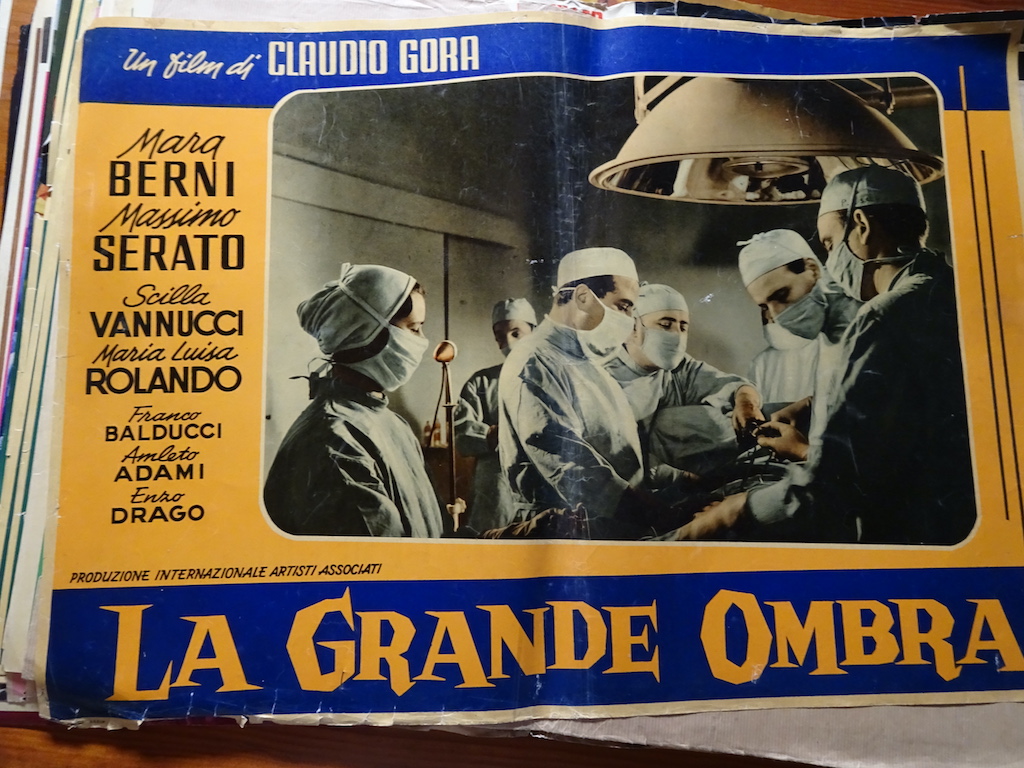 Un film di CLAUDIO GORA
Mara
BERNI
Massimo
SERATO
Scilla
VANNUCCI
Maria Luisa
ROLANDO
Franco
BALDUCCI
Amleto
ADAMI
Enzo
DRAGO
PRODUZIONE INTERNAZIONALE ARTISTI ASSOCIATI
LA GRANDE OMBRA